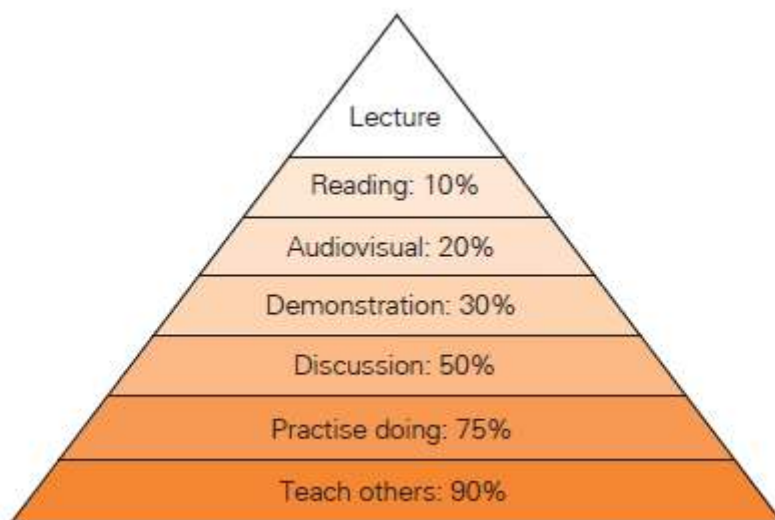 Lecture
Reading: 10%
Audiovisual: 20%
Demonstration: 30%
Discussion: 50%
Practise doing: 75%
Teach others: 90%